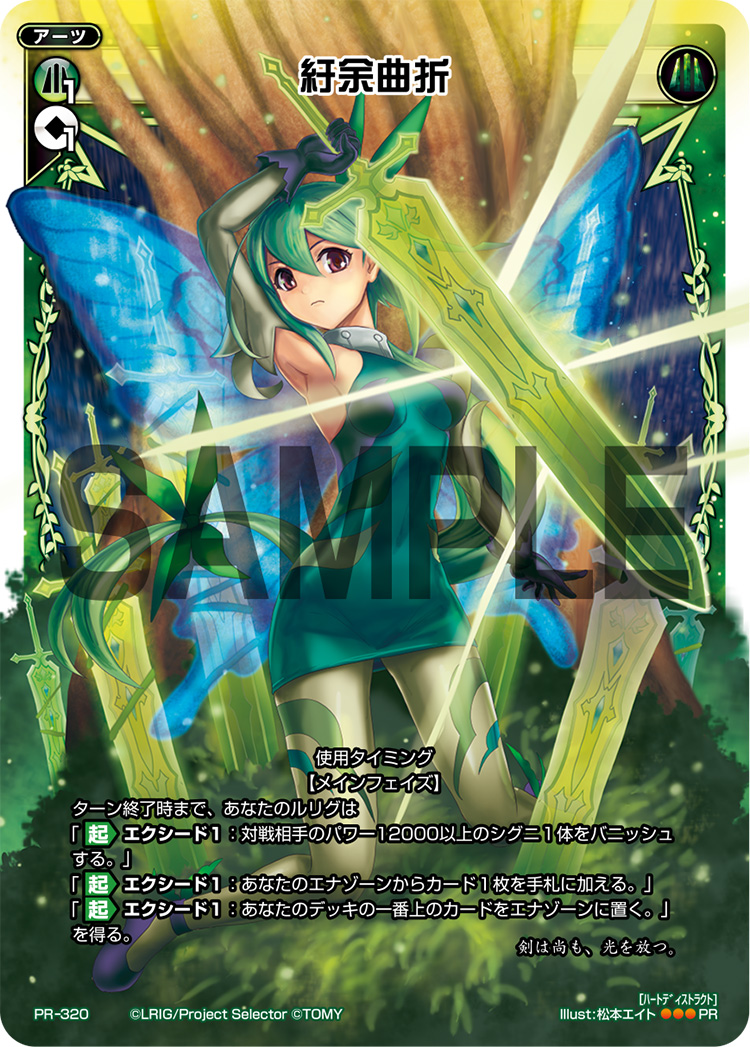 アーツ
紆余曲折
1
1
SAMPLE
使用タイミング
【メインフェイズ】
ターン終了時まで、あなたのルリグは
「起 エクシード1：対戦相手のパワー12000以上のシグニ1体をバニッシュ
する。」
「起 エクシード1：あなたのエナゾーンからカード1枚を手札に加える。」
「起 エクシード1：あなたのデッキの一番上のカードをエナゾーンに置く。」
を得る。
剣は尚も、光を放つ。
[ハートディストラクト]
PR-320 ©LRIG/Project Selector ©TOMY Illust:松本エイト PR